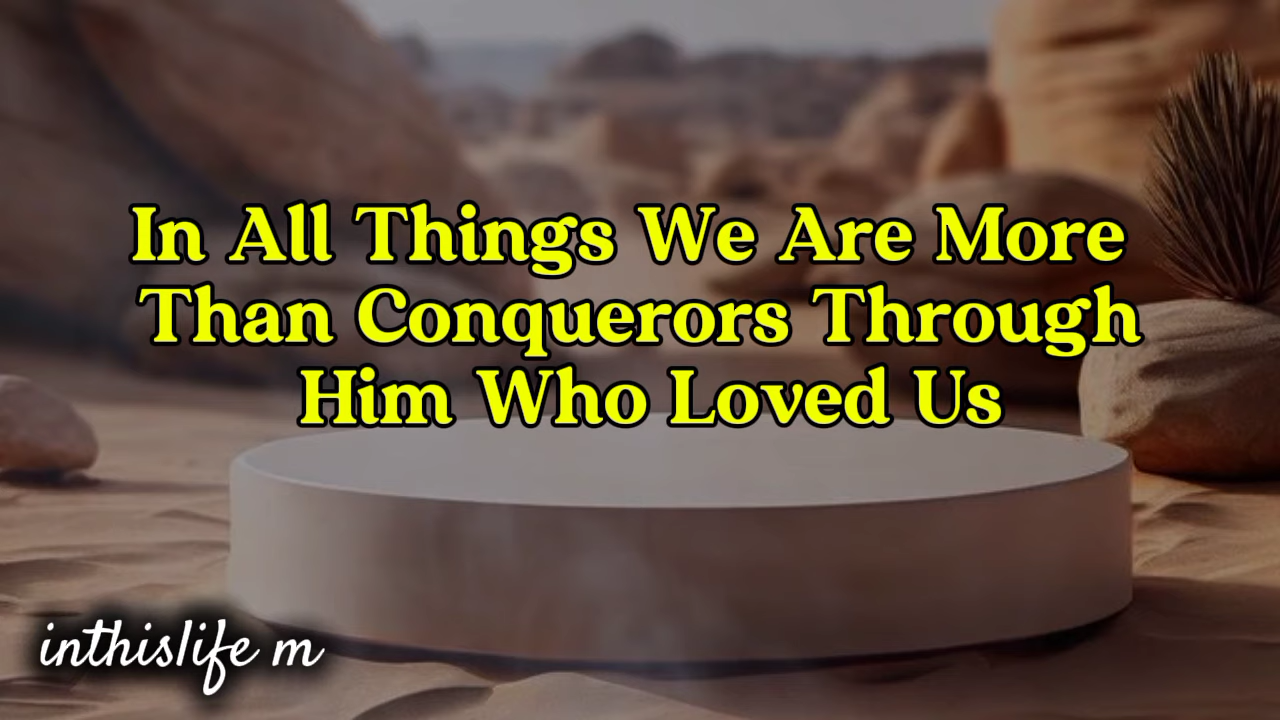 In All Things We Are More
Than Conquerors Through
Him Who Loved Us
inthislife m